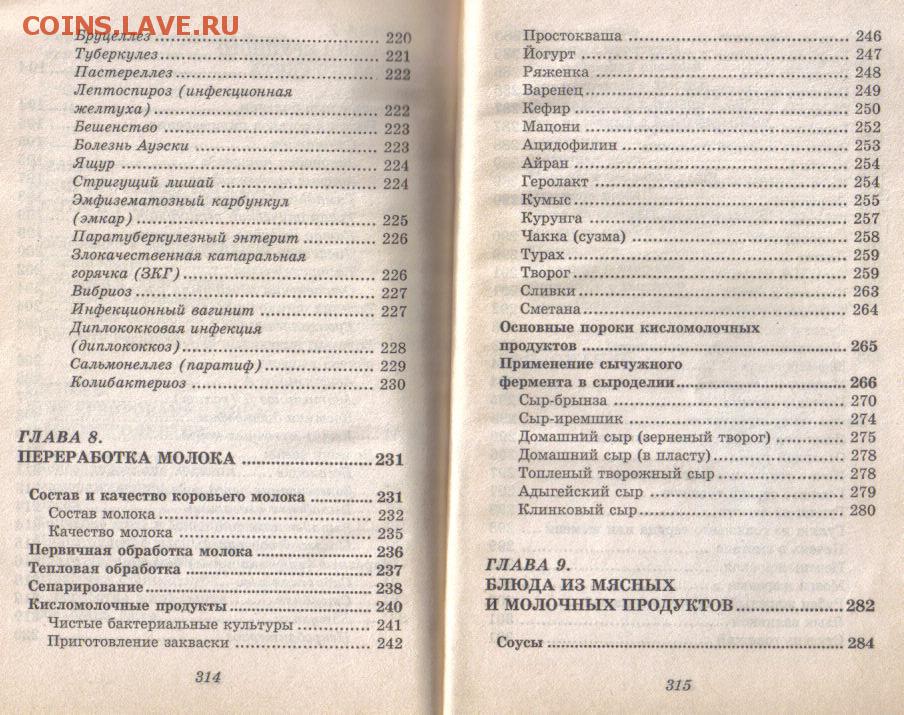 COINS.LAVE.RU
Бруцеллез 220
Туберкулез 221
Пастереллез 222
Лептоспироз (инфекционная
желтуха) 222
Бешенство 223
Болезнь Ауэски 223
Ящур 224
Стригущий лишай 224
Эмфизематозный карбункул
(эмкар) 225
Паратуберкулезный энтерит 226
Злокачественная катаральная
горячка (ЗКГ) 226
Вибриоз 227
Инфекционный вагинит 227
Диплококковая инфекция
(диплококкоз) 228
Сальмонеллез (паратиф) 229
Колибактериоз 230
ГЛАВА 8.
ПЕРЕРАБОТКА МОЛОКА 231
Состав и качество коровьего молока 231
Состав молока 232
Качество молока 235
Первичная обработка молока 236
Тепловая обработка 237
Сепарирование 238
Кисломолочные продукты 240
Чистые бактериальные культуры 241
Приготовление закваски 242
314
Простокваша 246
Йогурт 247
Ряженка 248
Варенец 249
Кефир 250
Мацони 252
Ацидофилин 253
Айран 254
Геролакт 254
Кумыс 255
Курунга 257
Чакка (сузма) 258
Турах 259
Творог 259
Сливки 263
Сметана 264
Основные пороки кисломолочных
продуктов 265
Применение сычужного
фермента в сыроделии 266
Сыр-брынза 270
Сыр-иремшик 274
Домашний сыр (зерненый творог) 275
Домашний сыр (в пласту) 278
Топленый творожный сыр 278
Адыгейский сыр 279
Клинковый сыр 280
ГЛАВА 9.
БЛЮДА ИЗ МЯСНЫХ
И МОЛОЧНЫХ ПРОДУКТОВ 282
Соусы 284
315